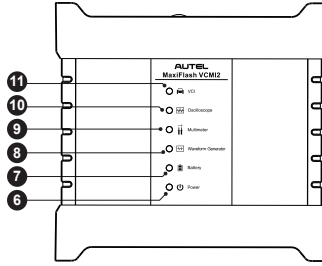 AUTEL
MaxiFlash VCMI2
11 VCI
10 Oscilloscope
9 Multimeter
8 Waveform Generator
7 Battery
6 Power